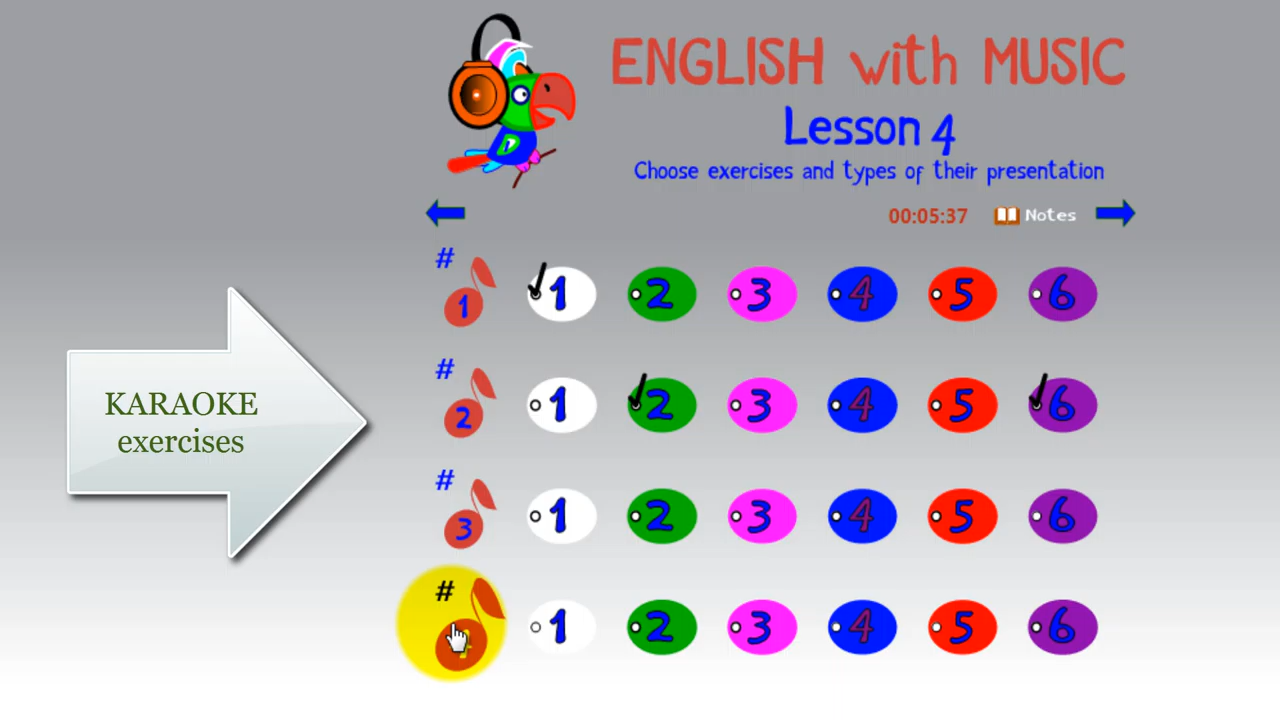 ENGLISH with MUSIC
Lesson 4
Choose exercises and types of their presentation
00:05:37 Notes
#
1 1 2 3 4 5 6
#
2 1 2 3 4 5 6
KARAOKE
exercises
#
3 1 2 3 4 5 6
#
1 2 3 4 5 6